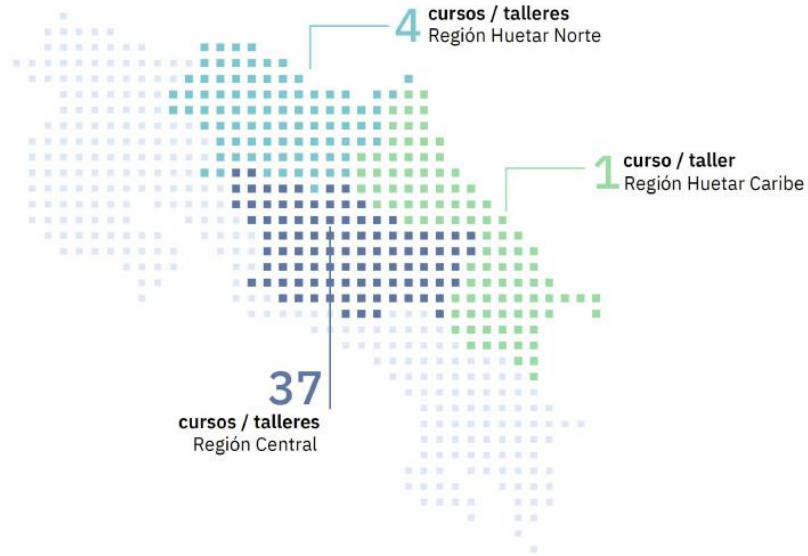 4 cursos / talleres
Región Huetar Norte
1 curso / taller
Región Huetar Caribe
37
cursos / talleres
Región Central